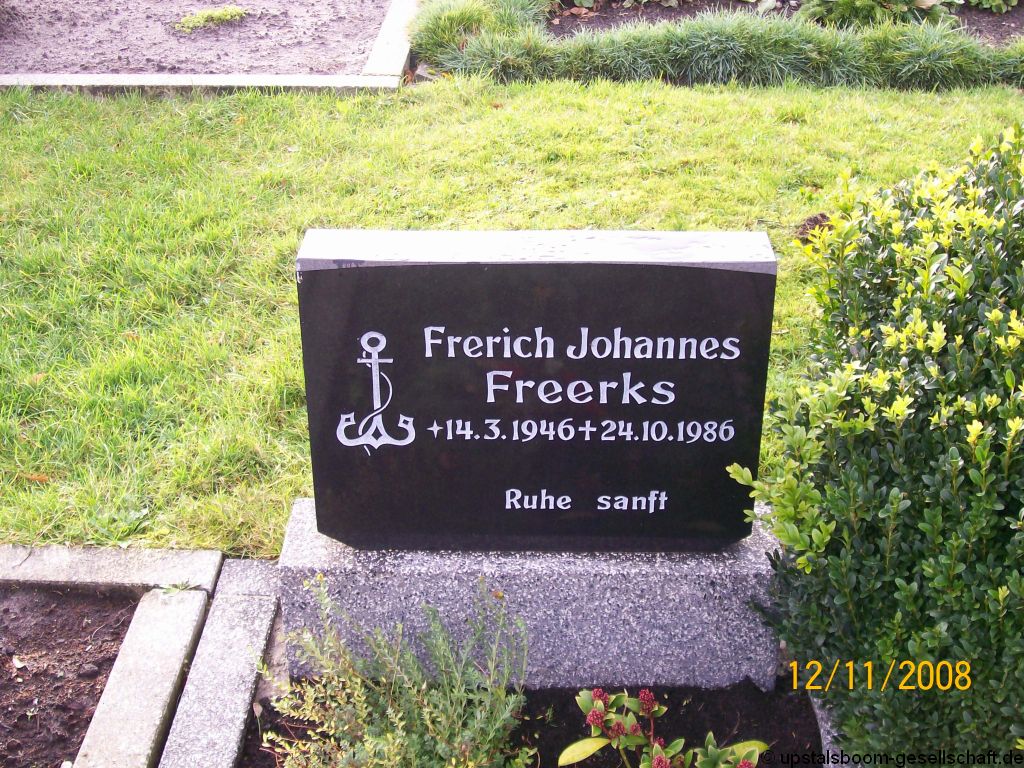 Frerich Johannes
Freerks
*14.3.1946†24.10.1986
Ruhe sanft
12/11/2008
© upstalsboom-gesellschaft.de